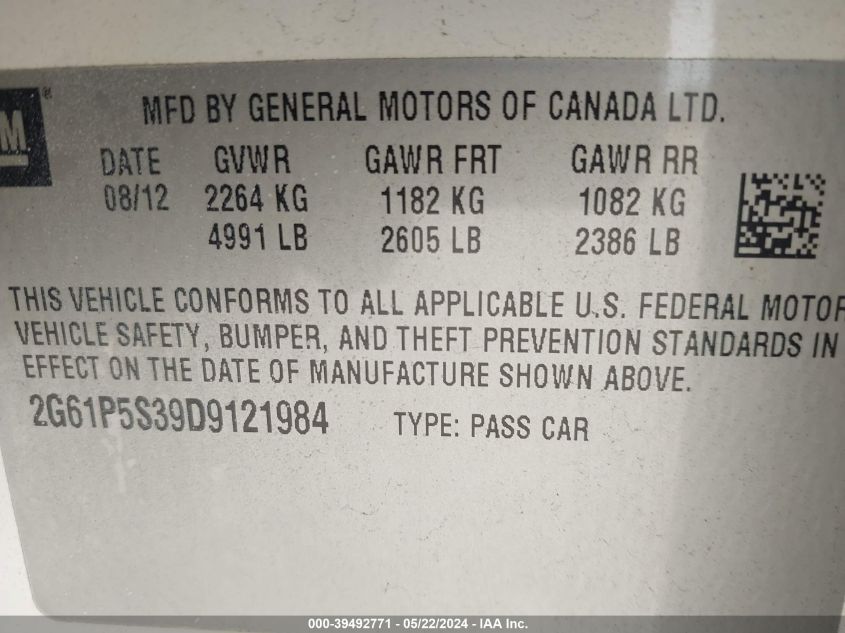 GM ®
MFD BY GENERAL MOTORS OF CANADA LTD.
DATE GVWR GAWR FRT GAWR RR
08/12 2264 KG 1182 KG 1082 KG
4991 LB 2605 LB 2386 LB
THIS VEHICLE CONFORMS TO ALL APPLICABLE U.S. FEDERAL MOTOR
VEHICLE SAFETY, BUMPER, AND THEFT PREVENTION STANDARDS IN
EFFECT ON THE DATE OF MANUFACTURE SHOWN ABOVE.
2G61P5S39D9121984 TYPE: PASS CAR
000-39492771 - 05/22/2024 - IAA Inc.